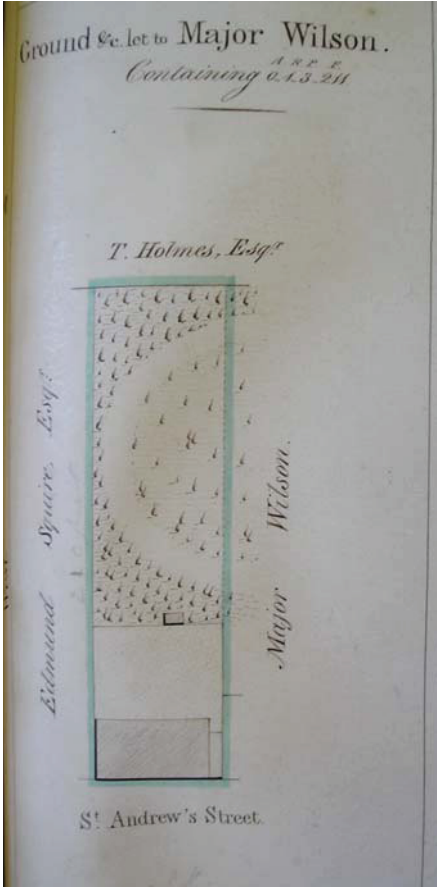 Ground &c. let to Major Wilson.
A R P F
Containing 0.1.3.211
T. Holmes, Esqr.
Edmund Squire, Esqr.
Major Wilson.
St. Andrew's Street.